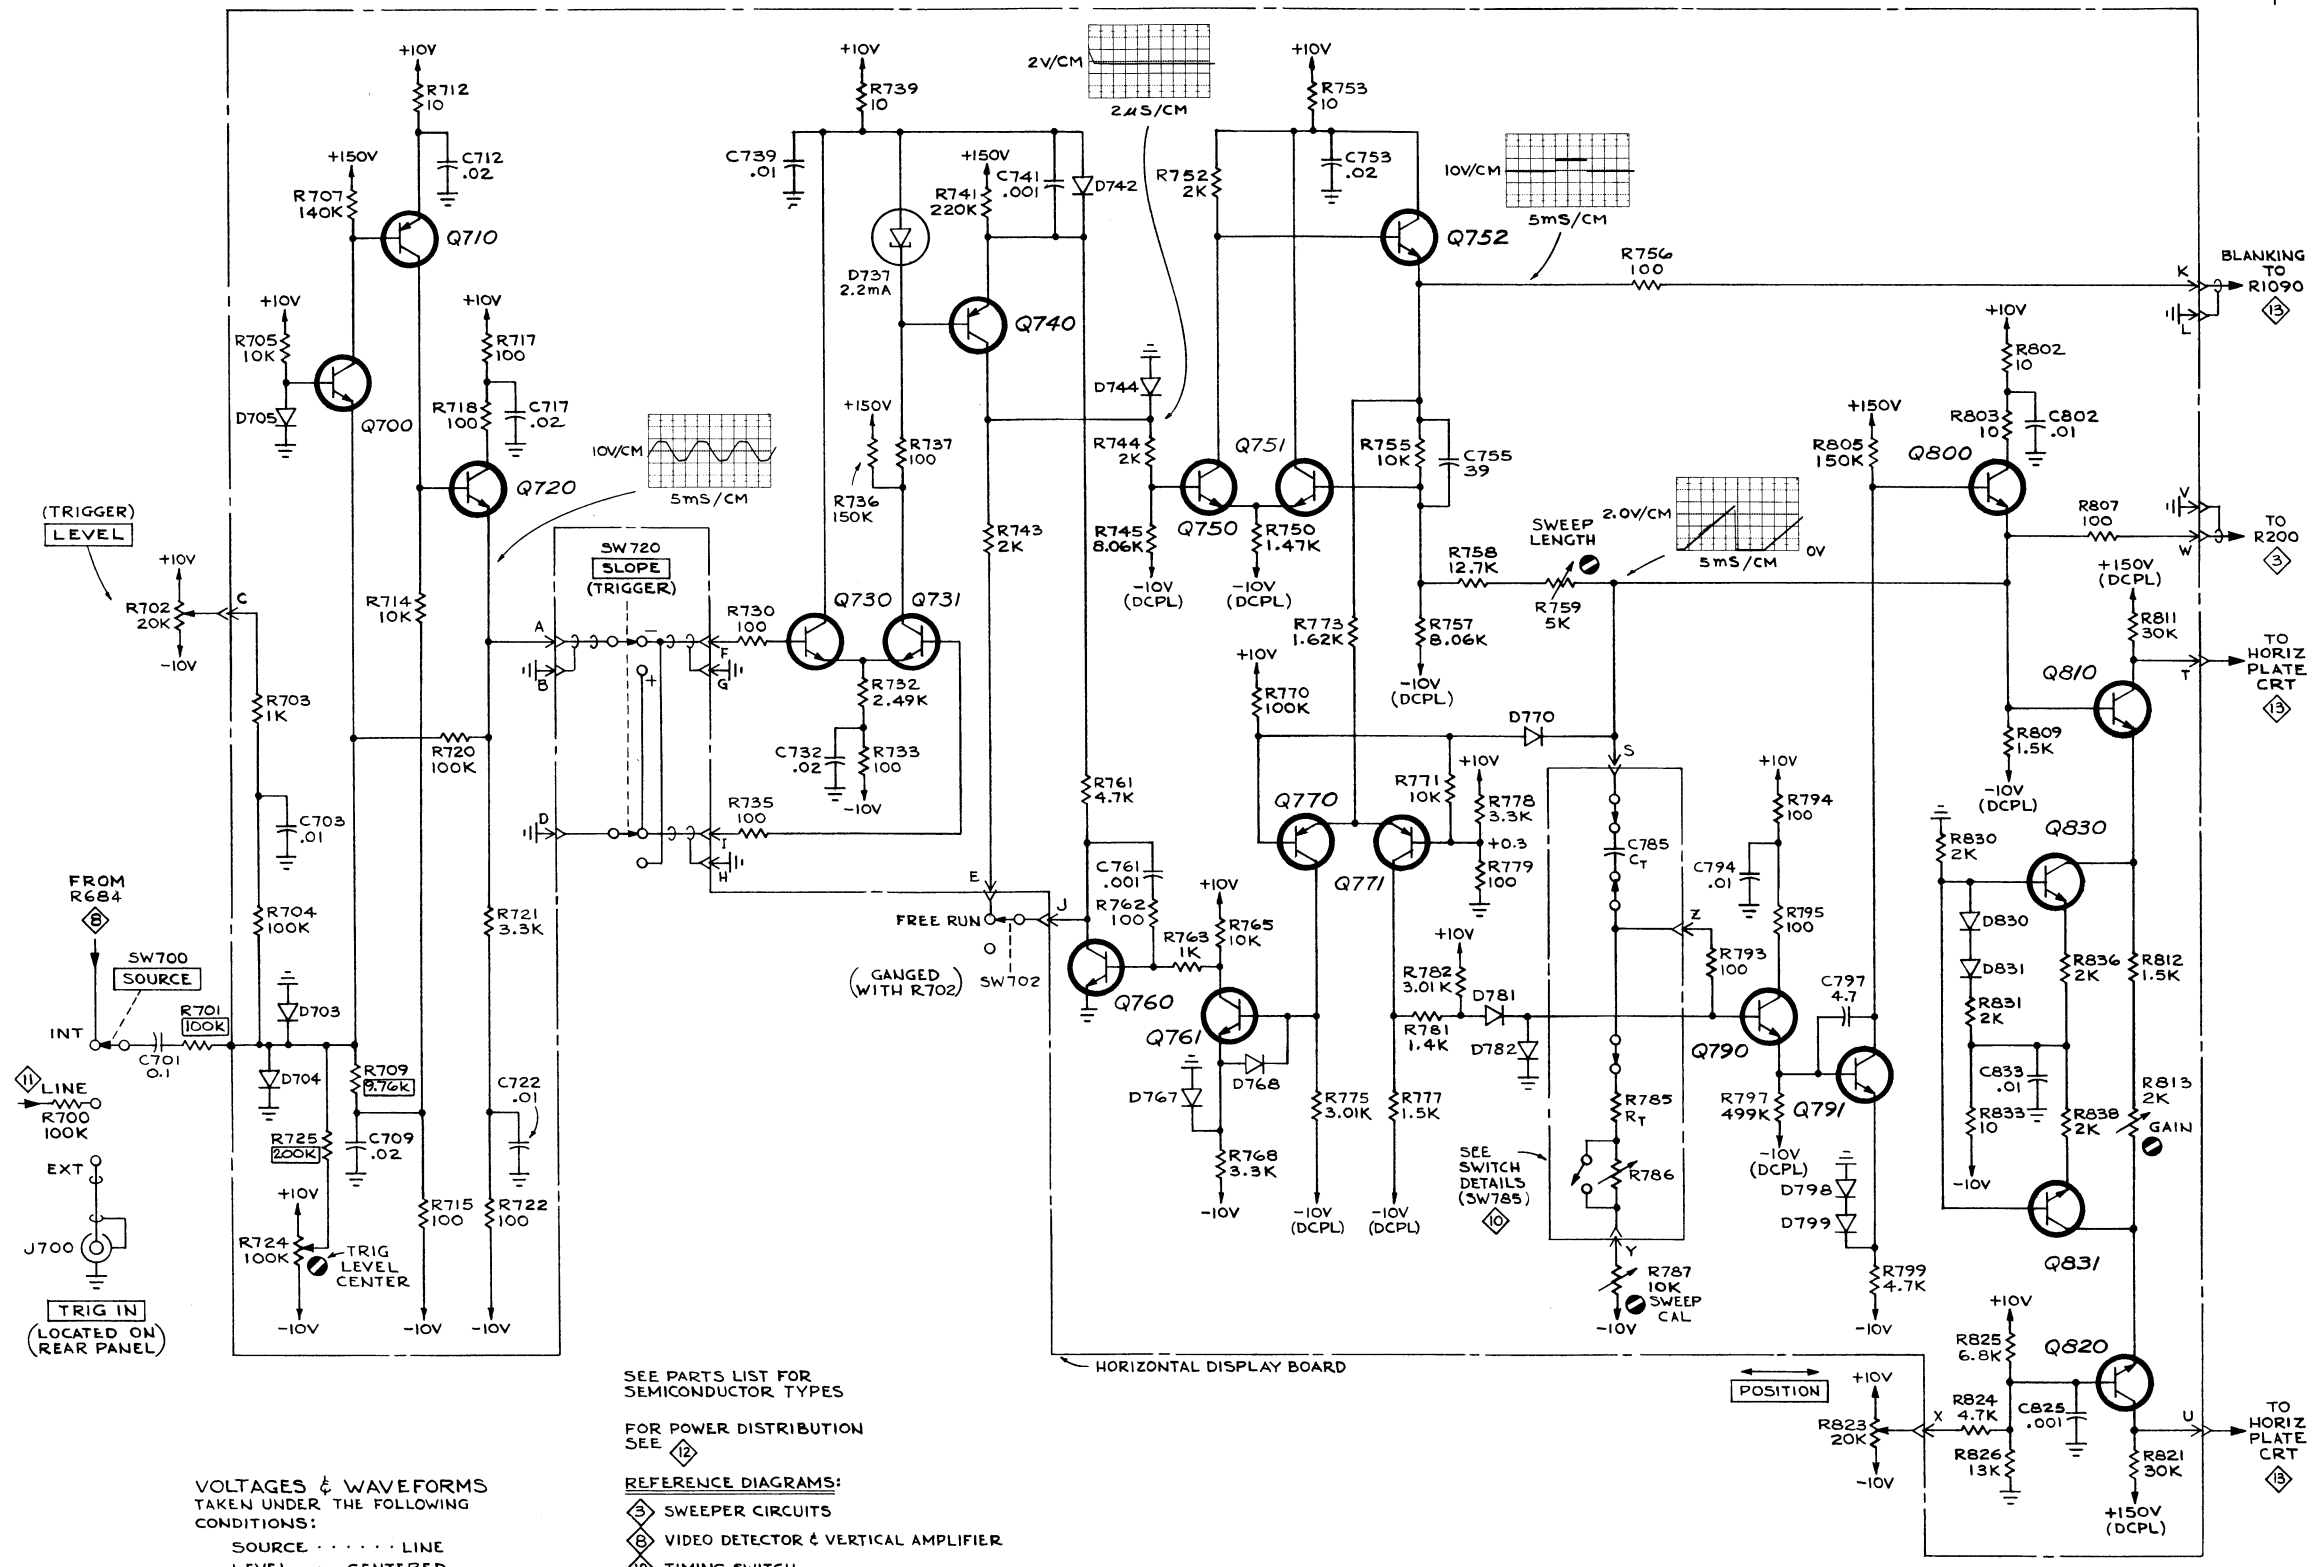 +10V
R712
10
C712
.02
+150V
R707
140K
Q710
+10V
R705
10K
D705
Q700
+10V
R717
100
R718
100
C717
.02
Q720
10V/CM
5mS/CM
(TRIGGER)
LEVEL
+10V
R702
20K
-10V
C
R703
1K
C703
.01
R704
100K
R714
10K
R720
100K
R721
3.3K
FROM
R684
8
SW700
SOURCE
INT
C701
0.1
R701
100K
D703
D704
R709
9.76K
C709
.02
R725
200K
C722
.01
11
LINE
R700
100K
EXT
J700
TRIG IN
(LOCATED ON
REAR PANEL)
+10V
R724
100K
TRIG
LEVEL
CENTER
-10V
R715
100
-10V
R722
100
-10V
SW720
SLOPE
(TRIGGER)
A
B
D
-
+
F
G
I
H
+10V
R739
10
C739
.01
D737
2.2mA
+150V
R741
220K
C741
.001
D742
Q740
+150V
R736
150K
R737
100
R730
100
Q730
Q731
R732
2.49K
C732
.02
R733
100
-10V
R735
100
R743
2K
2V/CM
2µS/CM
D744
R744
2K
R745
8.06K
-10V
(DCPL)
Q750
Q751
R750
1.47K
-10V
(DCPL)
+10V
R753
10
R752
2K
C753
.02
Q752
10V/CM
5mS/CM
R756
100
K
L
BLANKING
TO
R1090
13
R755
10K
C755
39
R758
12.7K
SWEEP
LENGTH
R759
5K
R757
8.06K
-10V
(DCPL)
R773
1.62K
2.0V/CM
0V
5mS/CM
+10V
R770
100K
D770
S
R771
10K
+10V
R778
3.3K
+0.3
R779
100
Q770
Q771
R761
4.7K
C761
.001
R762
100
R763
1K
+10V
R765
10K
E
FREE RUN
J
(GANGED
WITH R702)
SW702
Q760
Q761
D767
D768
R768
3.3K
-10V
R775
3.01K
-10V
(DCPL)
R777
1.5K
-10V
(DCPL)
+10V
R782
3.01K
R781
1.4K
D781
D782
C785
CT
Z
R793
100
R785
RT
R786
SEE
SWITCH
DETAILS
(SW785)
10
Y
R787
10K
SWEEP
CAL
-10V
+10V
R794
100
C794
.01
R795
100
Q790
C797
4.7
R797
499K
-10V
(DCPL)
Q791
D798
D799
R799
4.7K
-10V
+150V
R805
150K
Q800
+10V
R802
10
R803
10
C802
.01
R807
100
V
W
TO
R200
3
+150V
(DCPL)
R811
30K
T
TO
HORIZ
PLATE
CRT
13
Q810
R809
1.5K
-10V
(DCPL)
R830
2K
Q830
D830
D831
R831
2K
R836
2K
R812
1.5K
C833
.01
R833
10
R838
2K
R813
2K
GAIN
-10V
Q831
+10V
R825
6.8K
Q820
POSITION
+10V
R823
20K
-10V
X
R824
4.7K
C825
.001
R826
13K
U
R821
30K
+150V
(DCPL)
TO
HORIZ
PLATE
CRT
13
HORIZONTAL DISPLAY BOARD
SEE PARTS LIST FOR
SEMICONDUCTOR TYPES
FOR POWER DISTRIBUTION
SEE 12
REFERENCE DIAGRAMS:
3 SWEEPER CIRCUITS
8 VIDEO DETECTOR & VERTICAL AMPLIFIER
10 TIMING SWITCH
VOLTAGES & WAVEFORMS
TAKEN UNDER THE FOLLOWING
CONDITIONS:
SOURCE ······ LINE
LEVEL ··· CENTERED